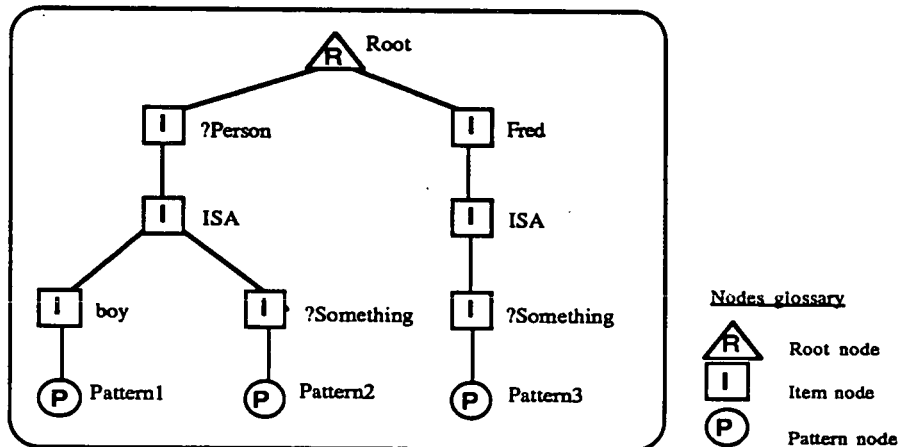 R Root
I ?Person
I Fred
I ISA
I ISA
I boy
I ?Something
I ?Something
P Pattern1
P Pattern2
P Pattern3
Nodes glossary
R Root node
I Item node
P Pattern node